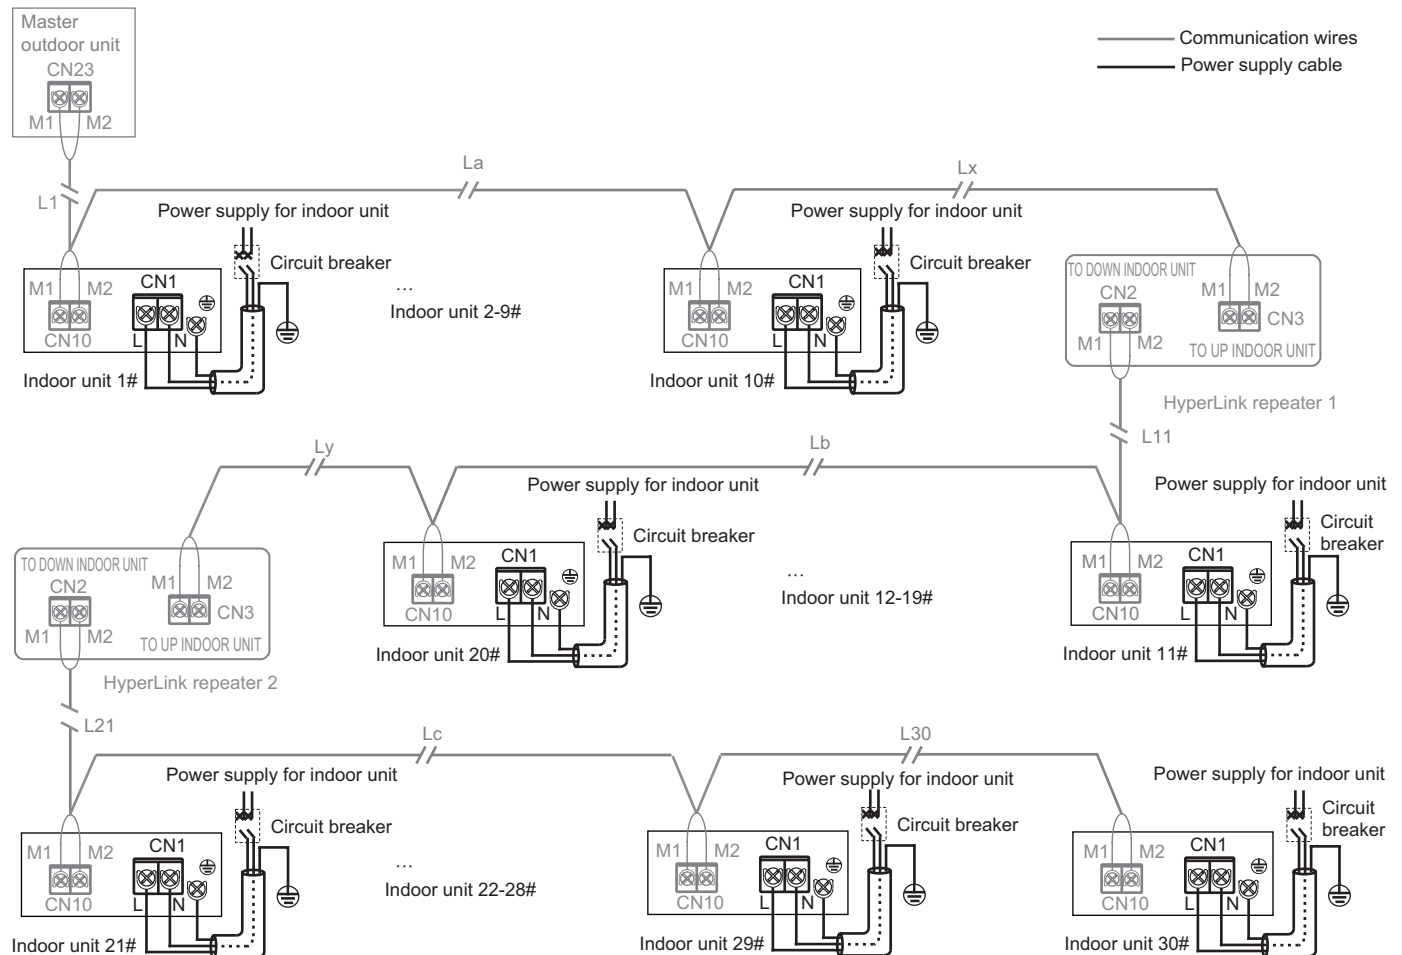 Master
outdoor unit
CN23
M1 M2
Communication wires
Power supply cable
L1
La
Lx
Power supply for indoor unit
Circuit breaker
M1 M2
CN1
CN10
L N
Indoor unit 1#
...
Indoor unit 2-9#
Power supply for indoor unit
Circuit breaker
M1 M2
CN1
CN10
L N
Indoor unit 10#
TO DOWN INDOOR UNIT
CN2
M1 M2
M1 M2
CN3
TO UP INDOOR UNIT
HyperLink repeater 1
L11
Ly
Lb
TO DOWN INDOOR UNIT
CN2
M1 M2
M1 M2
CN3
TO UP INDOOR UNIT
HyperLink repeater 2
Power supply for indoor unit
Circuit breaker
M1 M2
CN1
CN10
L N
Indoor unit 20#
...
Indoor unit 12-19#
Power supply for indoor unit
Circuit
breaker
M1 M2
CN1
CN10
L N
Indoor unit 11#
L21
Lc
L30
Power supply for indoor unit
Circuit breaker
M1 M2
CN1
CN10
L N
Indoor unit 21#
...
Indoor unit 22-28#
Power supply for indoor unit
Circuit breaker
M1 M2
CN1
CN10
L N
Indoor unit 29#
Power supply for indoor unit
Circuit
breaker
M1 M2
CN1
CN10
L N
Indoor unit 30#